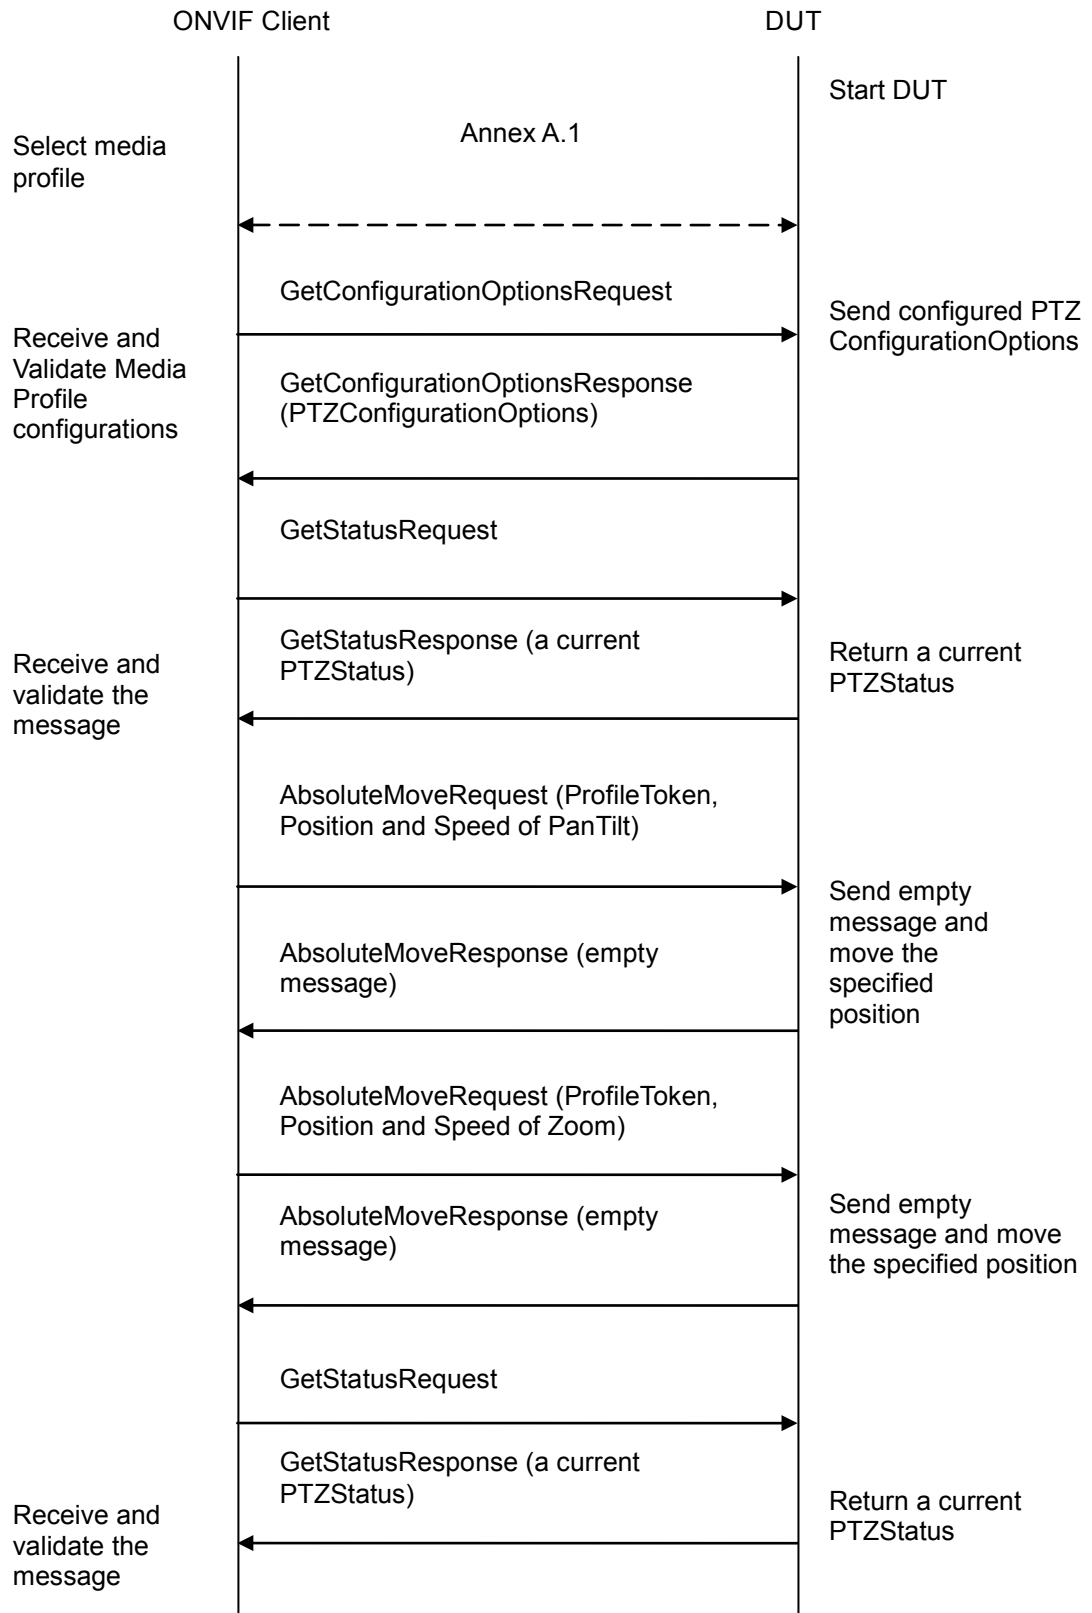 ONVIF Client
DUT
Start DUT
Annex A.1
Select media
profile
GetConfigurationOptionsRequest
Send configured PTZ
ConfigurationOptions
Receive and
Validate Media
Profile
configurations
GetConfigurationOptionsResponse
(PTZConfigurationOptions)
GetStatusRequest
GetStatusResponse (a current
PTZStatus)
Return a current
PTZStatus
Receive and
validate the
message
AbsoluteMoveRequest (ProfileToken,
Position and Speed of PanTilt)
Send empty
message and
move the
specified
position
AbsoluteMoveResponse (empty
message)
AbsoluteMoveRequest (ProfileToken,
Position and Speed of Zoom)
Send empty
message and move
the specified position
AbsoluteMoveResponse (empty
message)
GetStatusRequest
GetStatusResponse (a current
PTZStatus)
Return a current
PTZStatus
Receive and
validate the
message